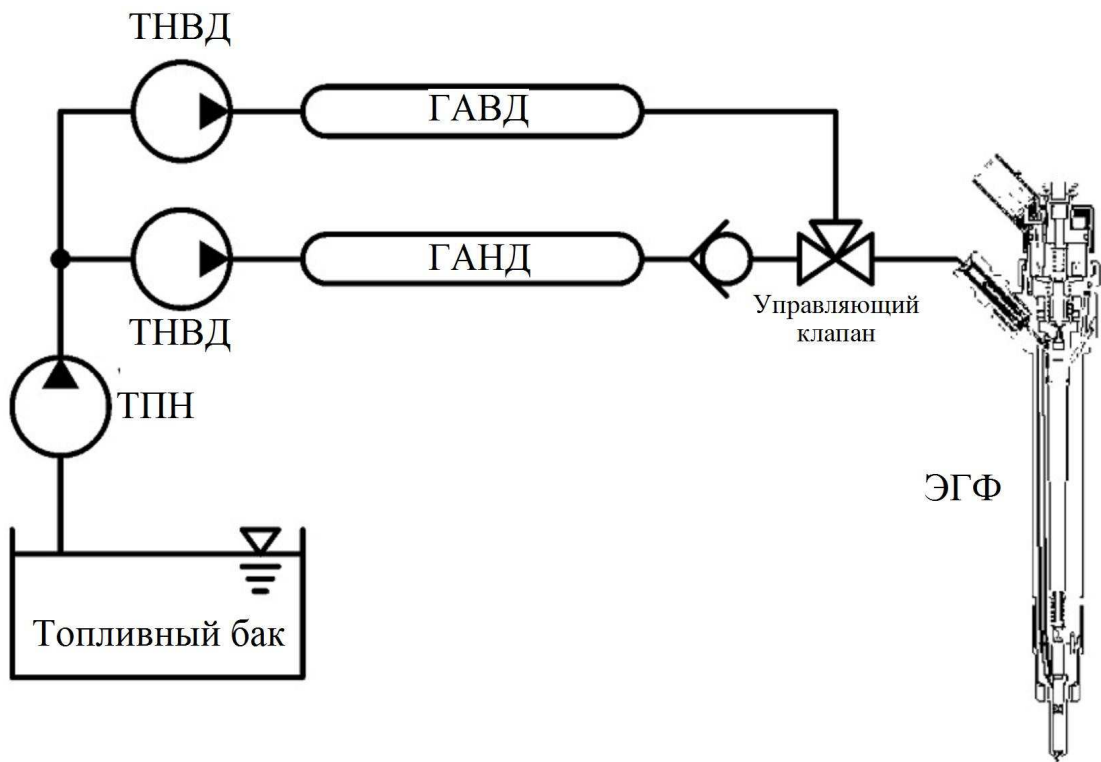 ТНВД
ГАВД
ГАНД
ТНВД
Управляющий
клапан
ТПН
ЭГФ
Топливный бак